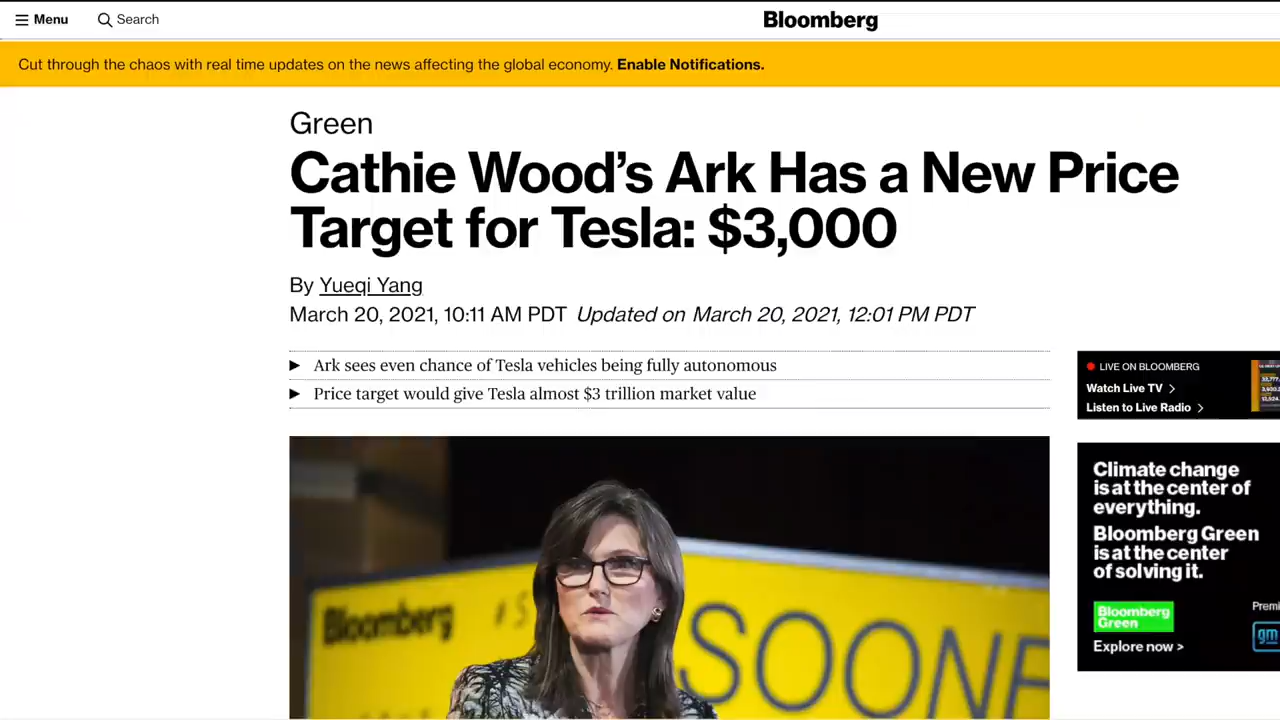 Menu
Search
Bloomberg
Cut through the chaos with real time updates on the news affecting the global economy. Enable Notifications.
Green
Cathie Wood's Ark Has a New Price
Target for Tesla: $3,000
By Yueqi Yang
March 20, 2021, 10:11 AM PDT Updated on March 20, 2021, 12:01 PM PDT
Ark sees even chance of Tesla vehicles being fully autonomous
Price target would give Tesla almost $3 trillion market value
LIVE ON BLOOMBERG
Watch Live TV >
Listen to Live Radio >
Climate change
is at the center of
everything.
Bloomberg Green
is at the center
of solving it.
Bloomberg
Green
Premi
Explore now >
gm
Bloomberg
SOONE